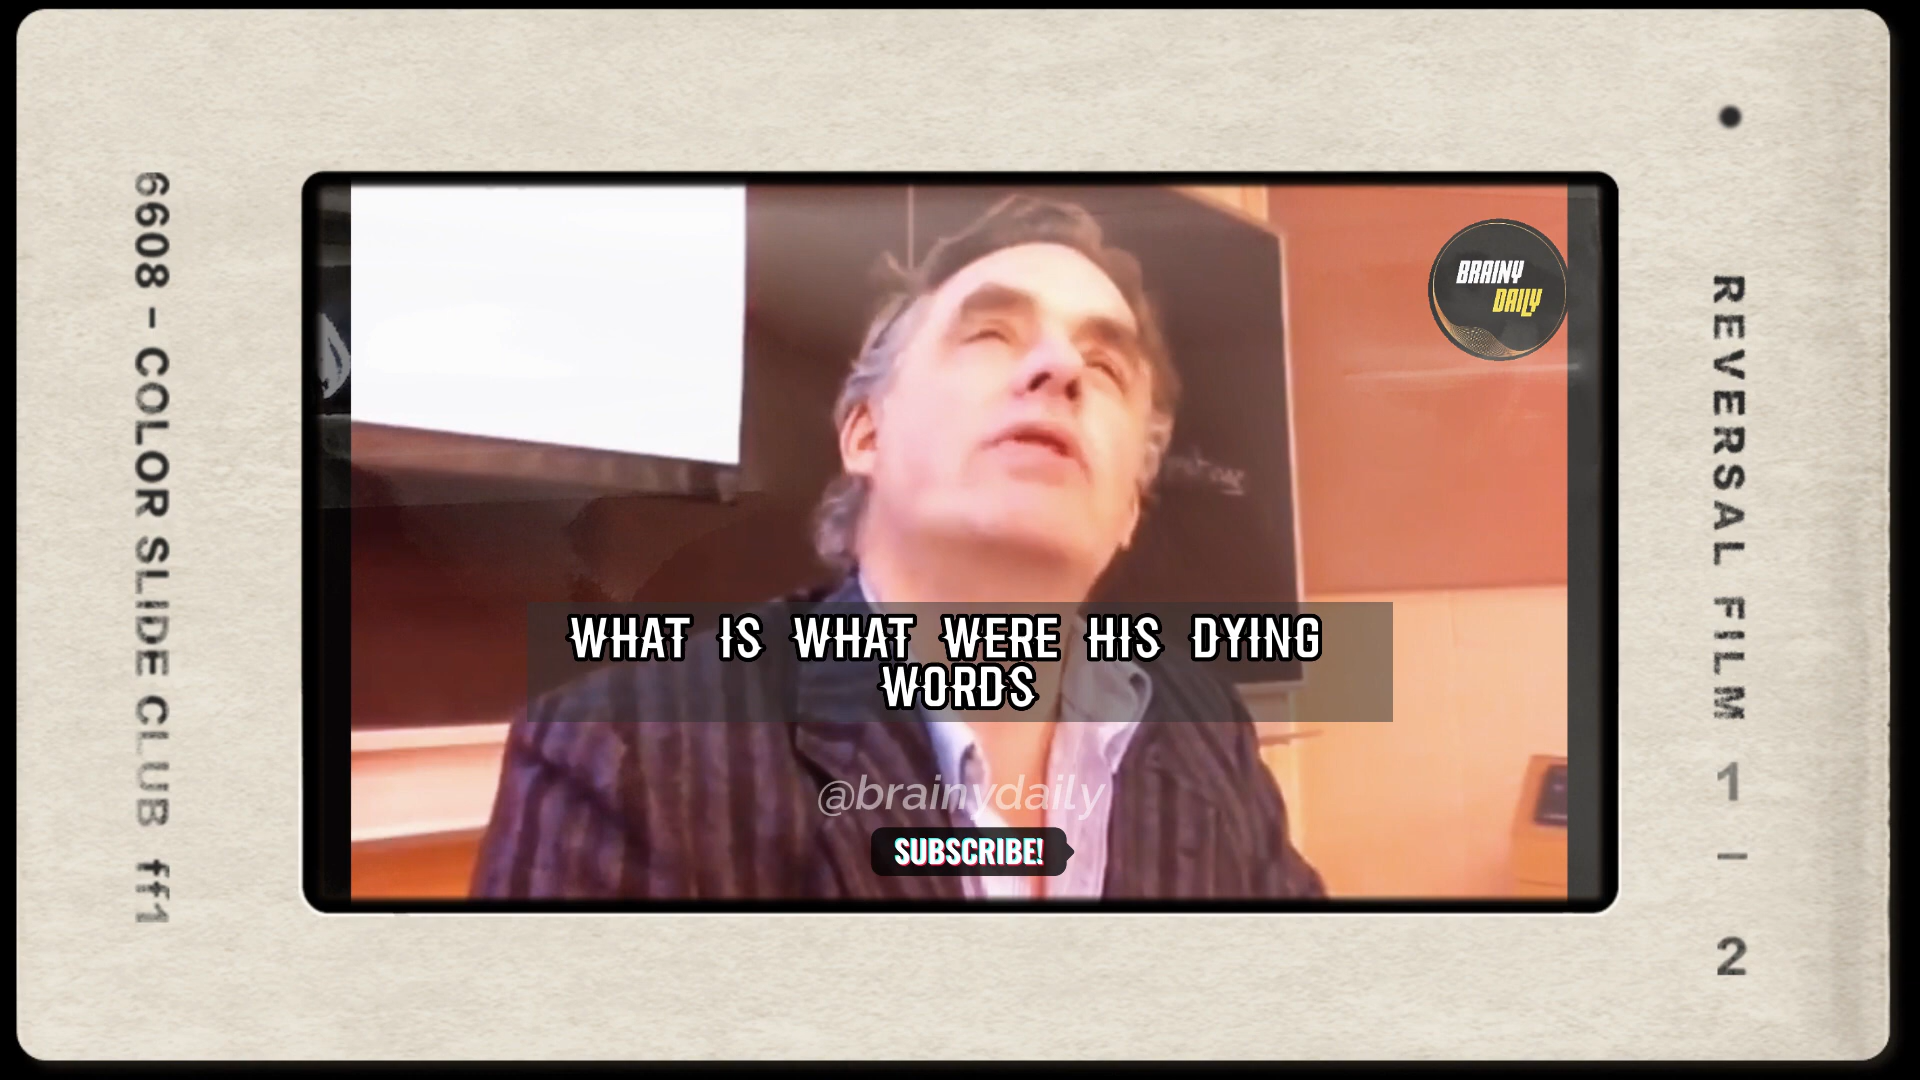 6608 – COLOR SLIDE CLUB ff1
BRAINY
DAILY
WHAT IS WHAT WERE HIS DYING
WORDS
@brainydaily
SUBSCRIBE!
REVERSAL FILM 1 – 2